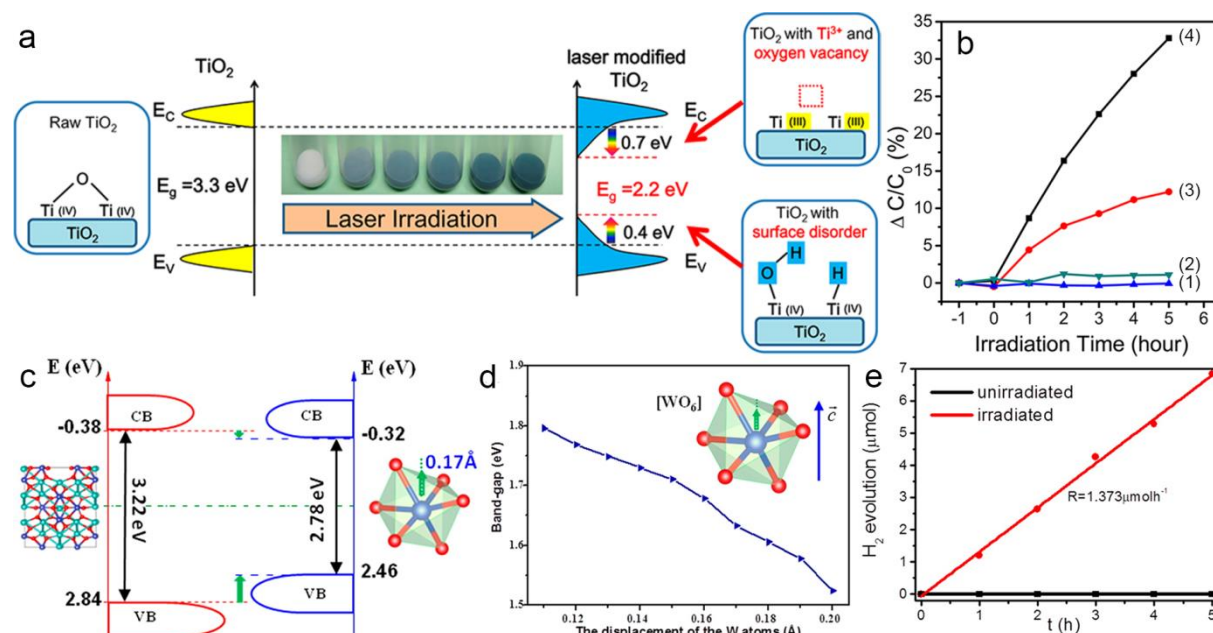 a
TiO2
Raw TiO2
O
Ti (IV) Ti (IV)
TiO2
EC
Eg =3.3 eV
EV
Laser Irradiation
laser modified
TiO2
EC
0.7 eV
Eg =2.2 eV
0.4 eV
EV
TiO2 with Ti3+ and
oxygen vacancy
Ti (III) Ti (III)
TiO2
TiO2 with
surface disorder
H
O H
Ti (IV) Ti (IV)
TiO2
b
Δ C/C0 (%)
35
30
25
20
15
10
5
0
-1 0 1 2 3 4 5 6
Irradiation Time (hour)
(4)
(3)
(2)
(1)
c
E (eV)
CB
-0.38
3.22 eV
2.84
VB
E (eV)
CB
-0.32
2.78 eV
2.46
VB
0.17Å
d
Band-gap (eV)
1.9
1.8
1.7
1.6
1.5
0.12 0.14 0.16 0.18 0.20
The displacement of the W atoms (Å)
[WO6]
c
e
H2 evolution (μmol)
7
6
5
4
3
2
1
0
0 1 2 3 4 5
t (h)
unirradiated
irradiated
R=1.373μmolh-1